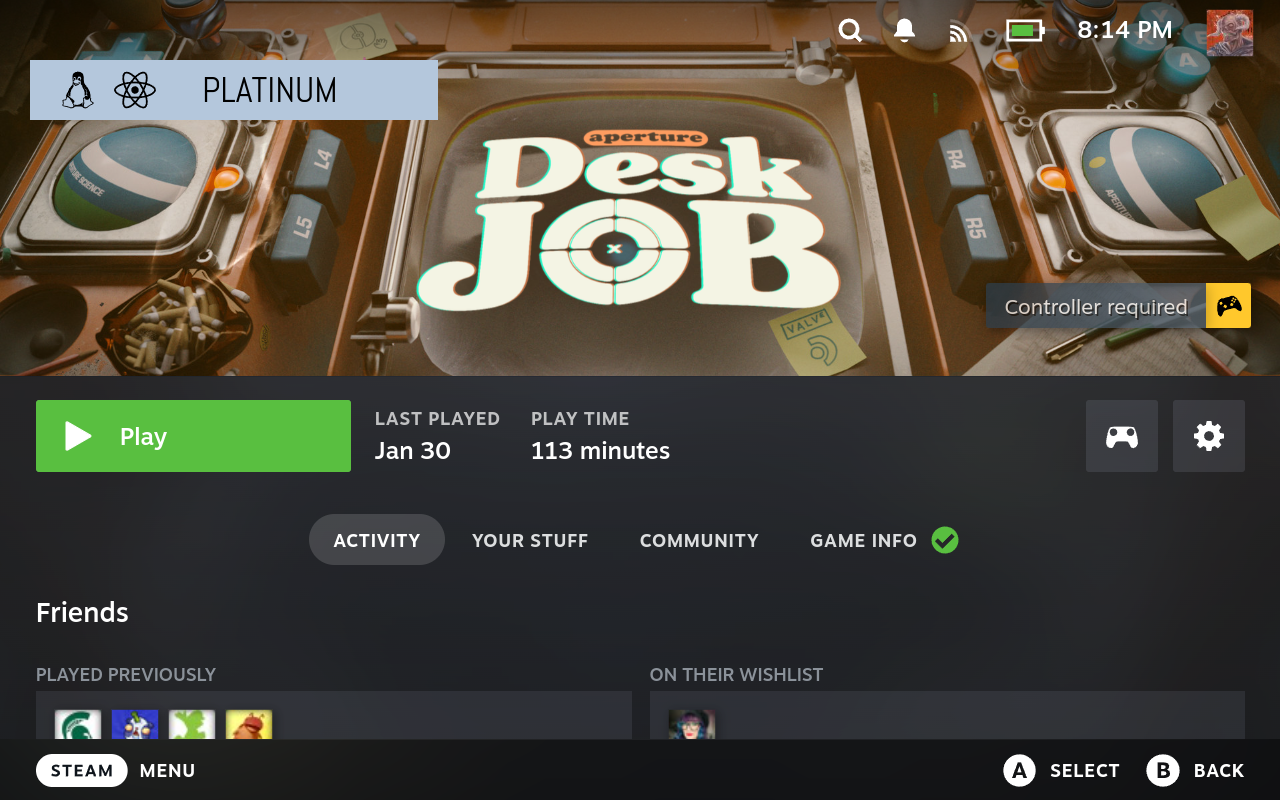 8:14 PM
PLATINUM
A
aperture
Desk
JOB
L4
L5
R4
R5
VALVE
Controller required
Play
LAST PLAYED
Jan 30
PLAY TIME
113 minutes
ACTIVITY
YOUR STUFF
COMMUNITY
GAME INFO
Friends
PLAYED PREVIOUSLY
ON THEIR WISHLIST
STEAM
MENU
A
SELECT
B
BACK